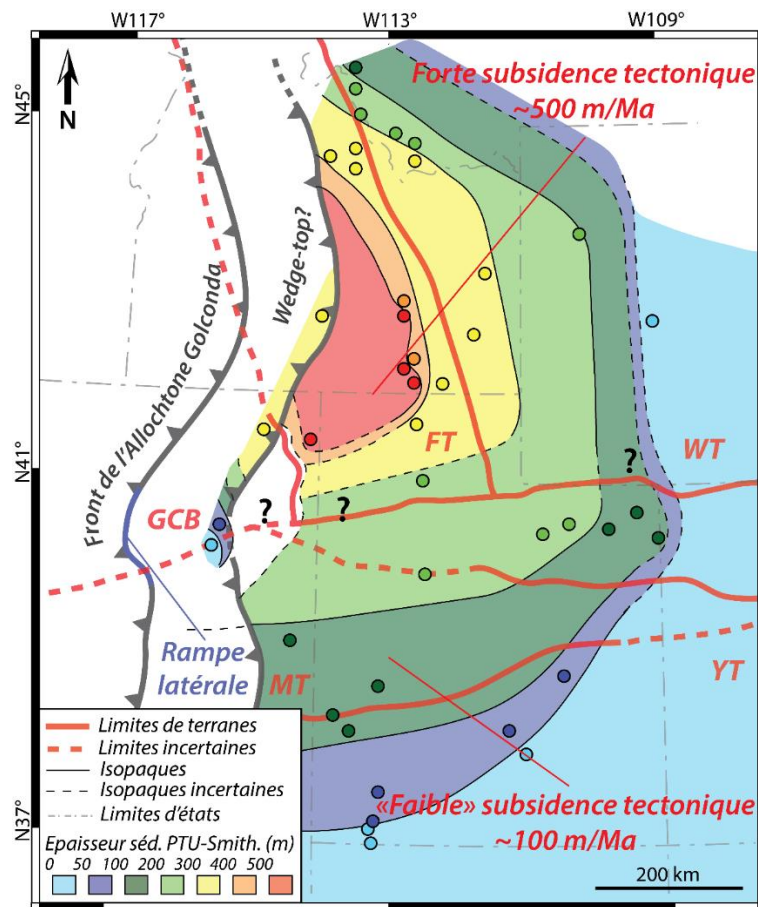 W117°
W113°
W109°
N45°
N41°
N37°
N
Forte subsidence tectonique
~500 m/Ma
Wedge-top?
Front de l'Allochtone Golconda
FT
WT
?
?
?
GCB
Rampe
latérale
MT
YT
«Faible» subsidence tectonique
~100 m/Ma
Limites de terranes
Limites incertaines
Isopaques
Isopaques incertaines
Limites d'états
Epaisseur séd. PTU-Smith. (m)
0 50 100 200 300 400 500
200 km